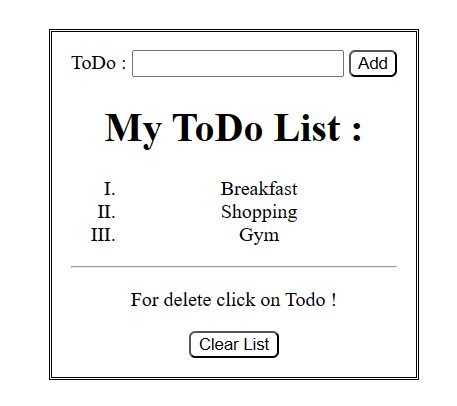 ToDo : Add
My ToDo List :
I. Breakfast
II. Shopping
III. Gym
For delete click on Todo !
Clear List